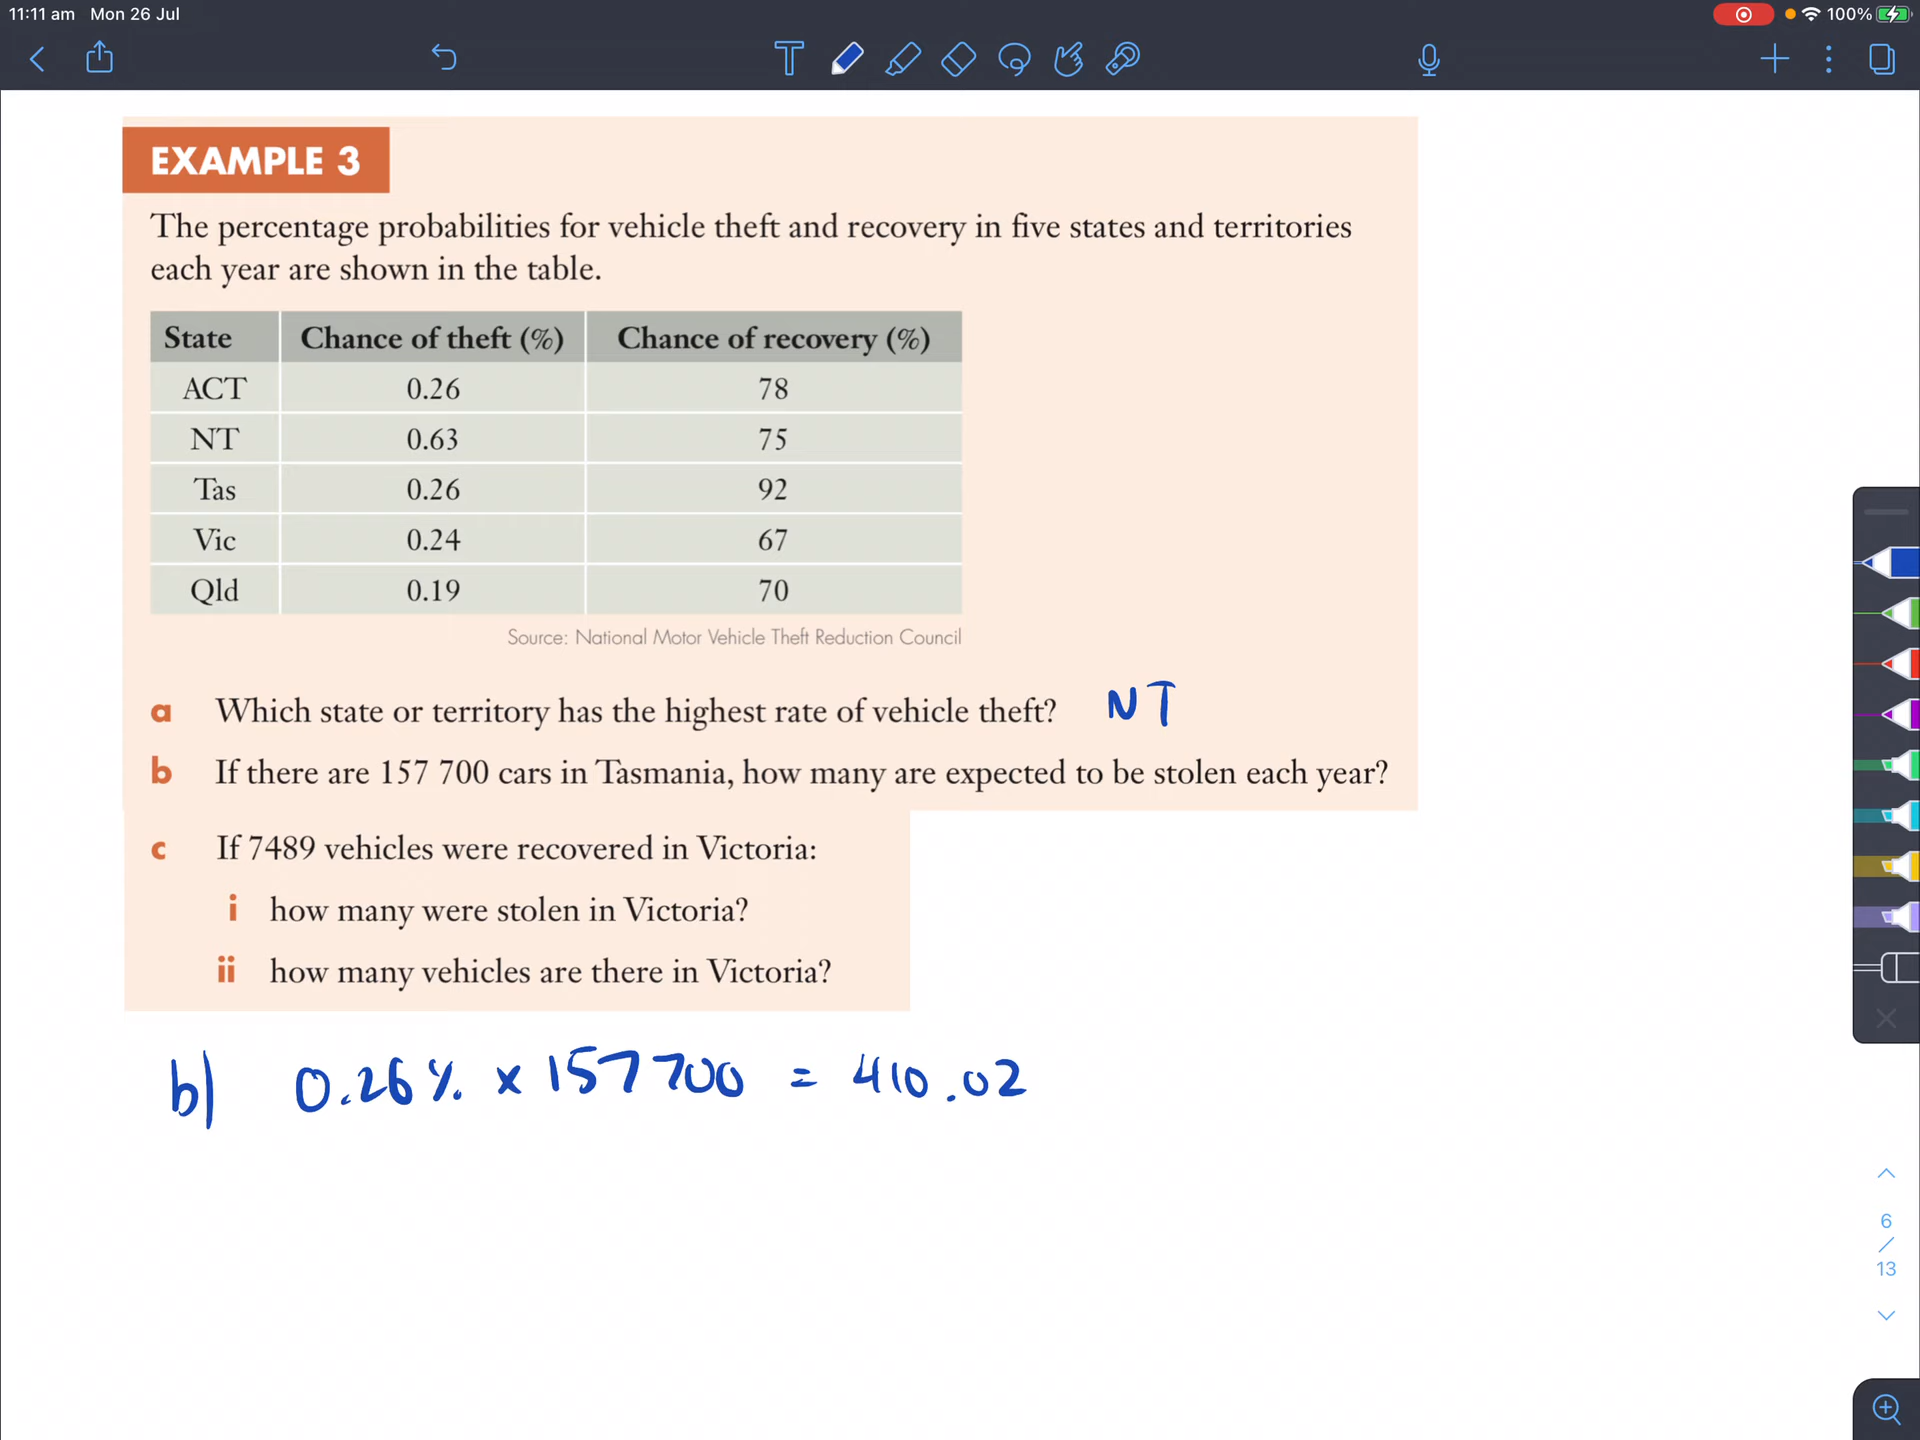 11:11 am Mon 26 Jul
100%
EXAMPLE 3
The percentage probabilities for vehicle theft and recovery in five states and territories
each year are shown in the table.
State Chance of theft (%) Chance of recovery (%)
ACT 0.26 78
NT 0.63 75
Tas 0.26 92
Vic 0.24 67
Qld 0.19 70
Source: National Motor Vehicle Theft Reduction Council
a Which state or territory has the highest rate of vehicle theft? NT
b If there are 157 700 cars in Tasmania, how many are expected to be stolen each year?
c If 7489 vehicles were recovered in Victoria:
i how many were stolen in Victoria?
ii how many vehicles are there in Victoria?
b) 0.26% x 157 700 = 410.02
6
/
13